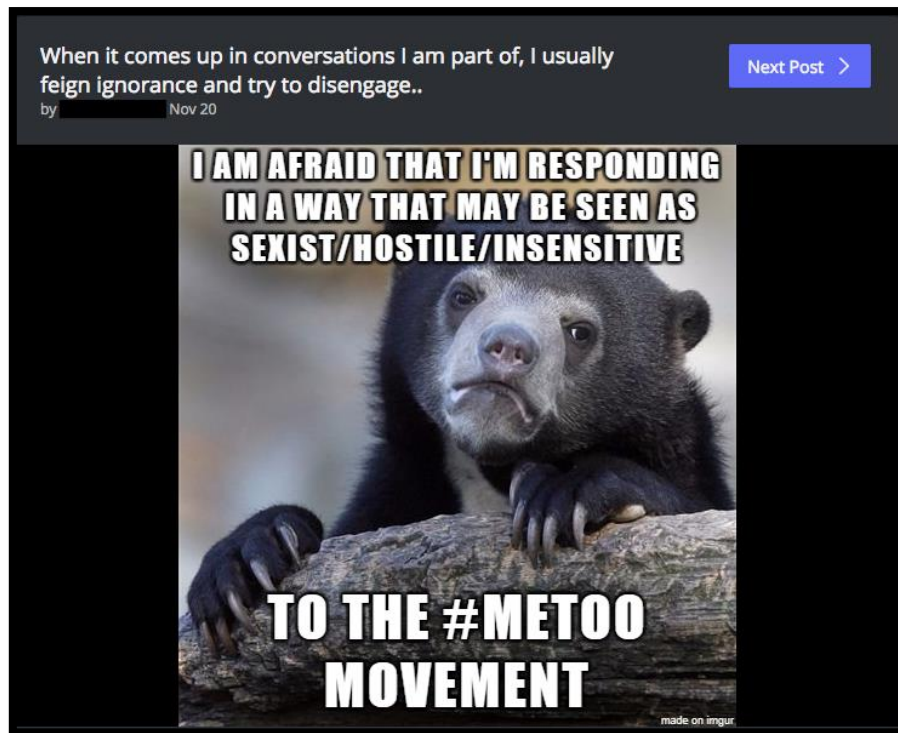 When it comes up in conversations I am part of, I usually
feign ignorance and try to disengage..
by Nov 20
Next Post
I AM AFRAID THAT I'M RESPONDING
IN A WAY THAT MAY BE SEEN AS
SEXIST/HOSTILE/INSENSITIVE
TO THE #METOO
MOVEMENT
made on imgur